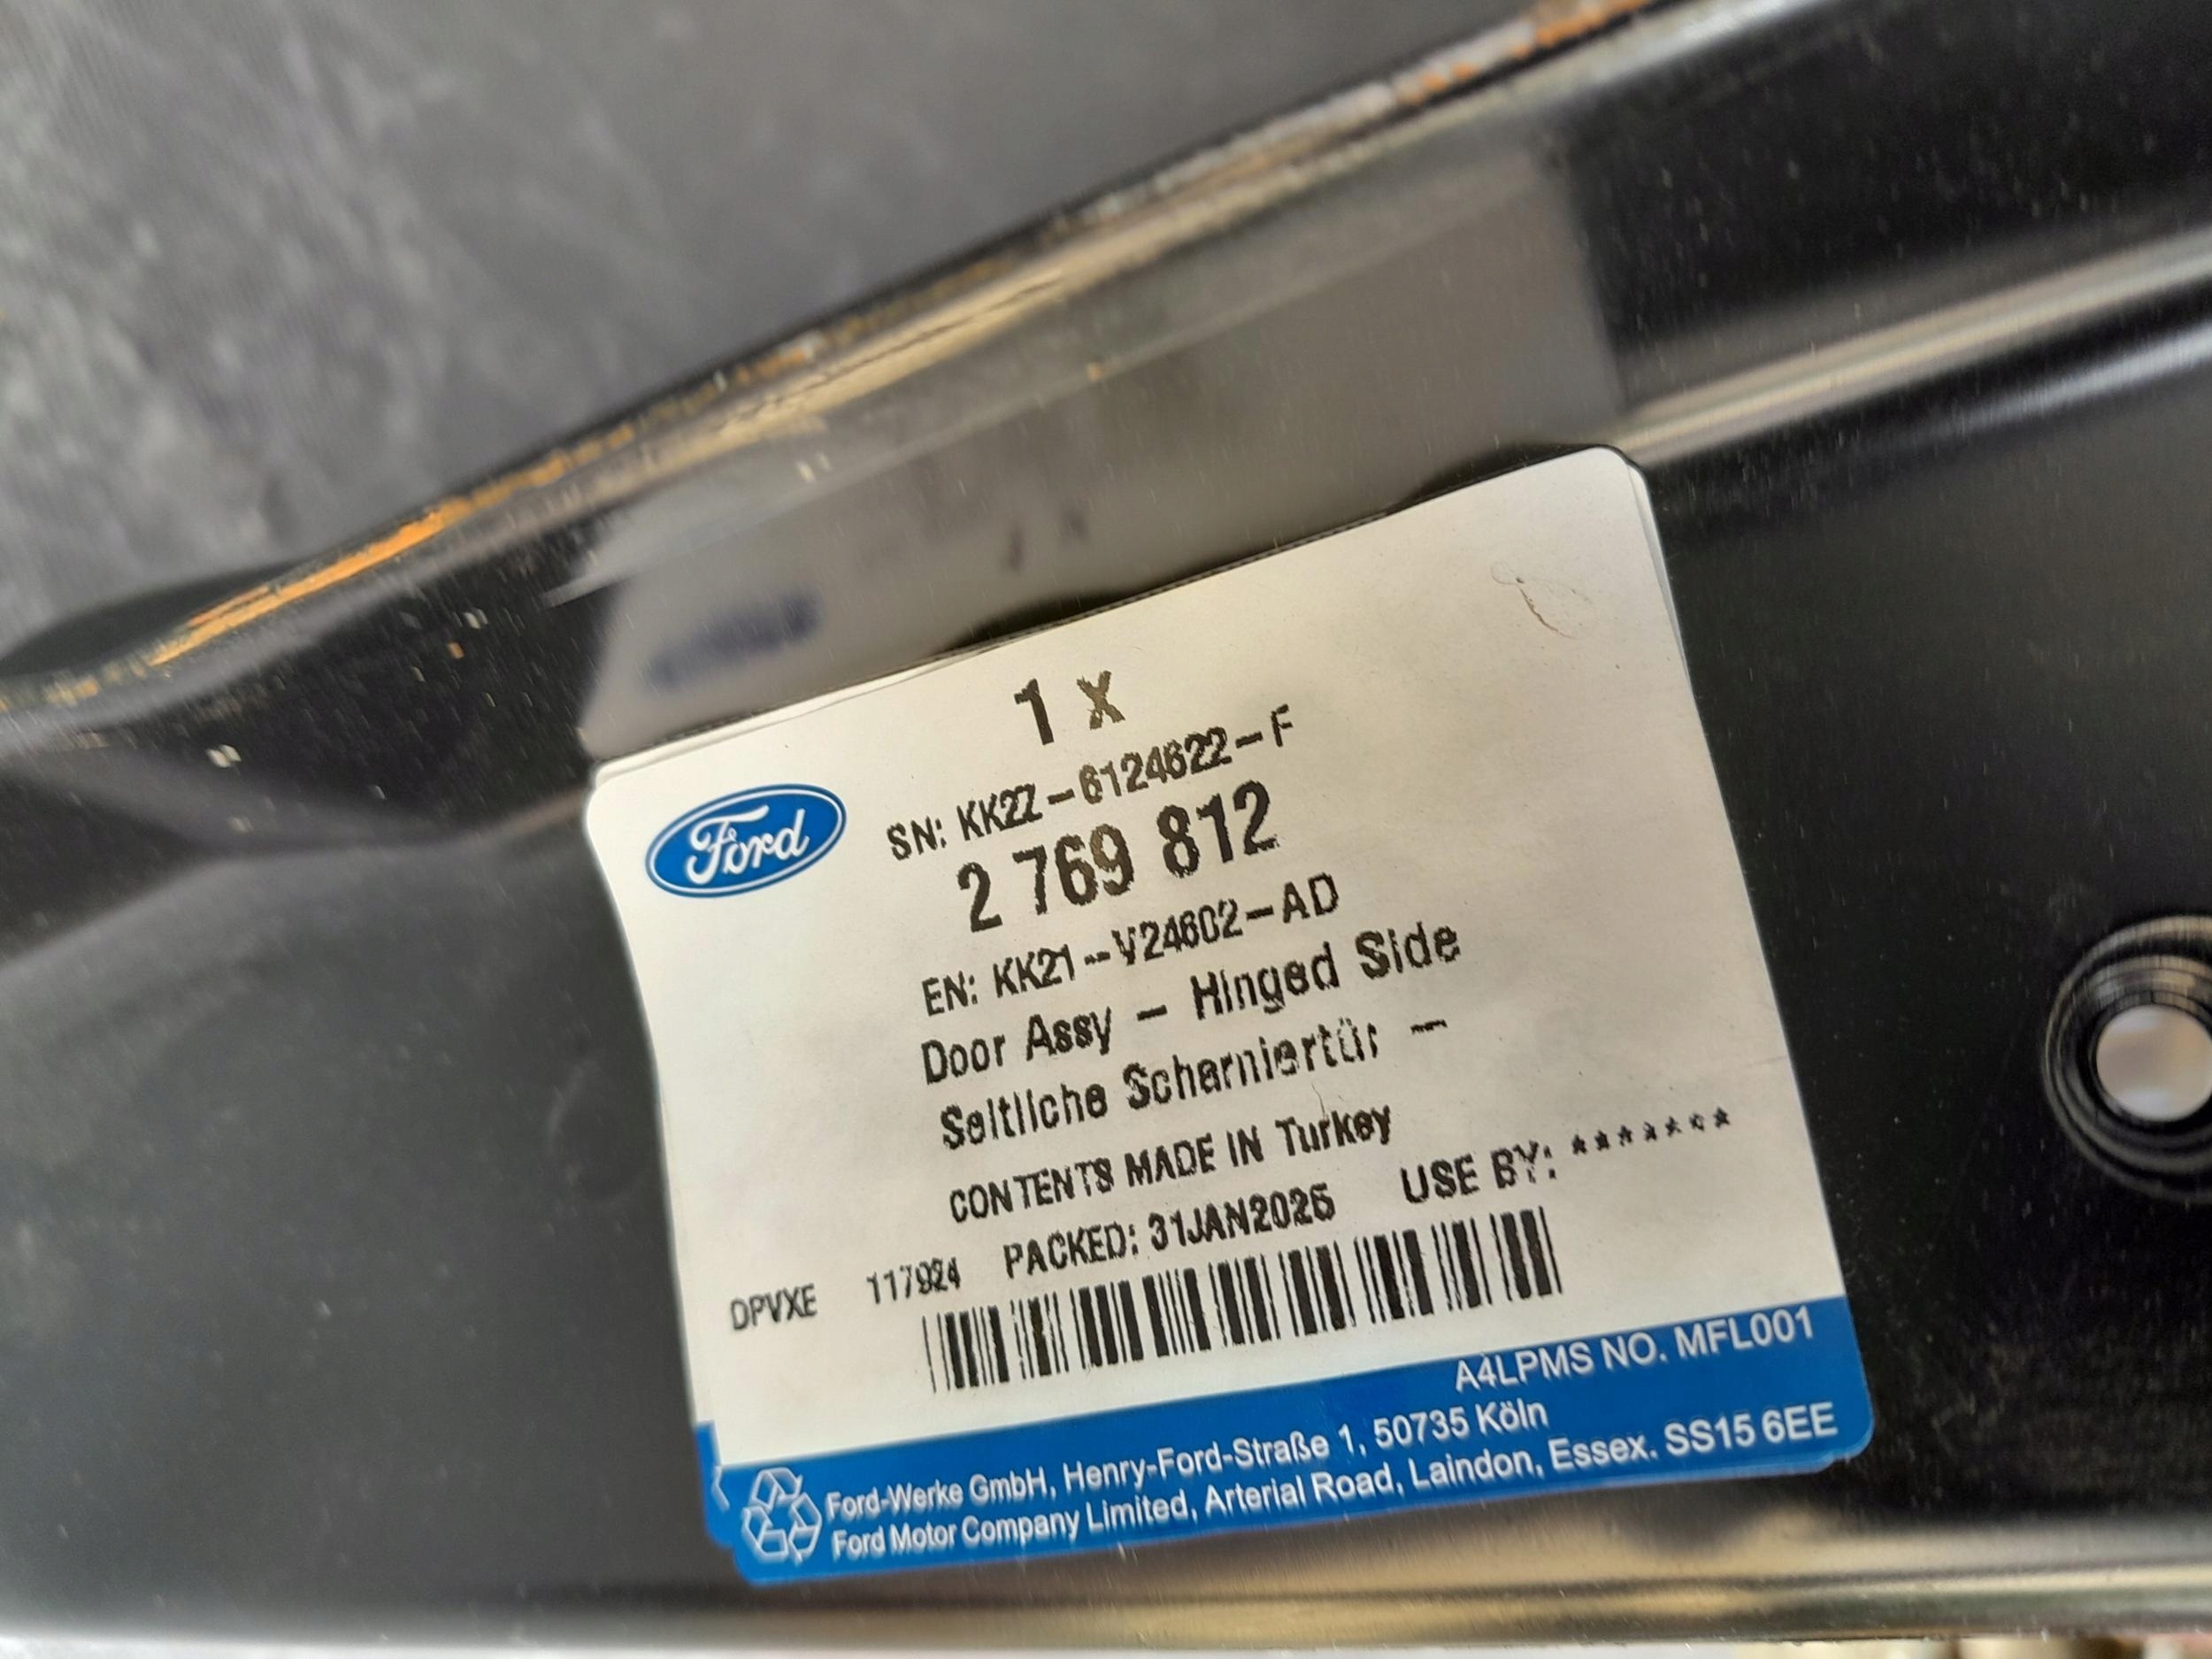 1 x
Ford
SN: KK2Z-6124622-F
2 769 812
EN: KK21-V24602-AD
Door Assy - Hinged Side
Seitliche Scharniertür -
CONTENTS MADE IN Turkey
PACKED: 31JAN2025 USE BY: *******
DPVXE 117924
A4LPMS NO. MFL001
Ford-Werke GmbH, Henry-Ford-Straße 1, 50735 Köln
Ford Motor Company Limited, Arterial Road, Laindon, Essex. SS15 6EE